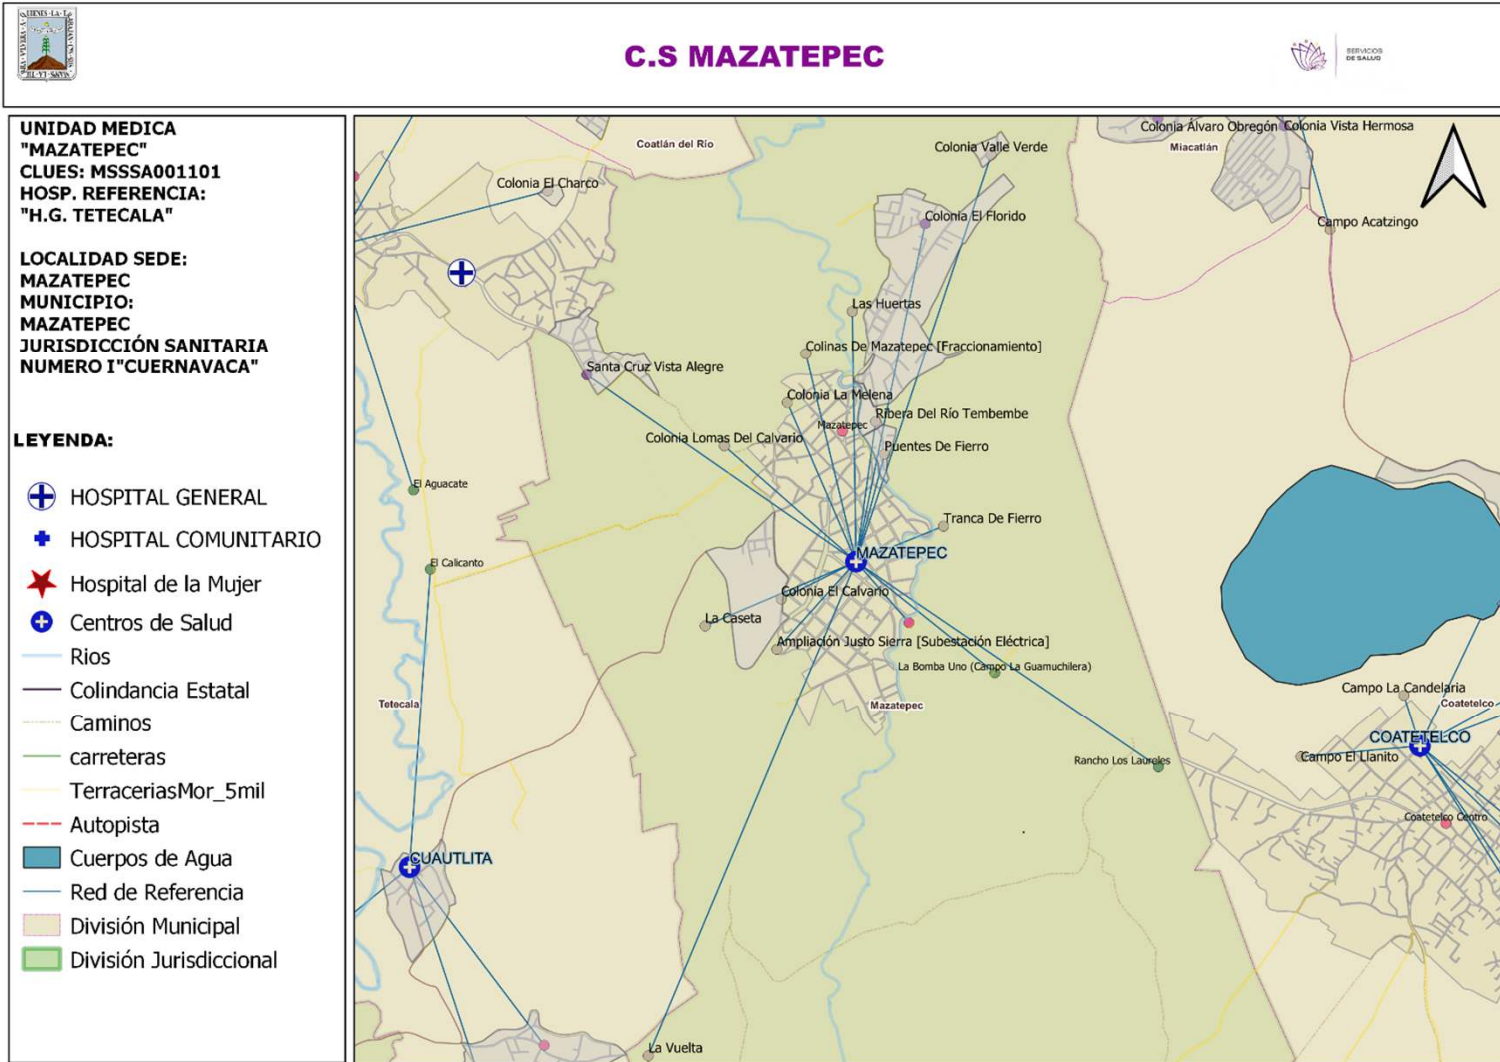 C.S MAZATEPEC
SERVICIOS
DE SALUD
UNIDAD MEDICA
"MAZATEPEC"
CLUES: MSSSA001101
HOSP. REFERENCIA:
"H.G. TETECALA"
LOCALIDAD SEDE:
MAZATEPEC
MUNICIPIO:
MAZATEPEC
JURISDICCIÓN SANITARIA
NUMERO I"CUERNAVACA"
LEYENDA:
HOSPITAL GENERAL
HOSPITAL COMUNITARIO
Hospital de la Mujer
Centros de Salud
Rios
Colindancia Estatal
Caminos
carreteras
TerraceriasMor_5mil
Autopista
Cuerpos de Agua
Red de Referencia
División Municipal
División Jurisdiccional
Colonia Alvaro Obregón
Colonia Vista Hermosa
Coatlán del Río
Colonia Valle Verde
Miacatlán
Colonia El Charco
Colonia El Florido
Campo Acatzingo
Las Huertas
Colinas De Mazatepec [Fraccionamiento]
Santa Cruz Vista Alegre
Colonia La Melena
Ribera Del Río Tembembe
Mazatepec
Colonia Lomas Del Calvario
Puentes De Fierro
El Aguacate
Tranca De Fierro
MAZATEPEC
El Calicanto
Colonia El Calvario
La Caseta
Ampliación Justo Sierra [Subestación Eléctrica]
La Bomba Uno (Campo La Guamuchilera)
Campo La Candelaria
Tetecala
Mazatepec
Coatetelco
COATETELCO
Campo El Llanito
Rancho Los Laureles
Coatetelco Centro
CUAUTLITA
La Vuelta